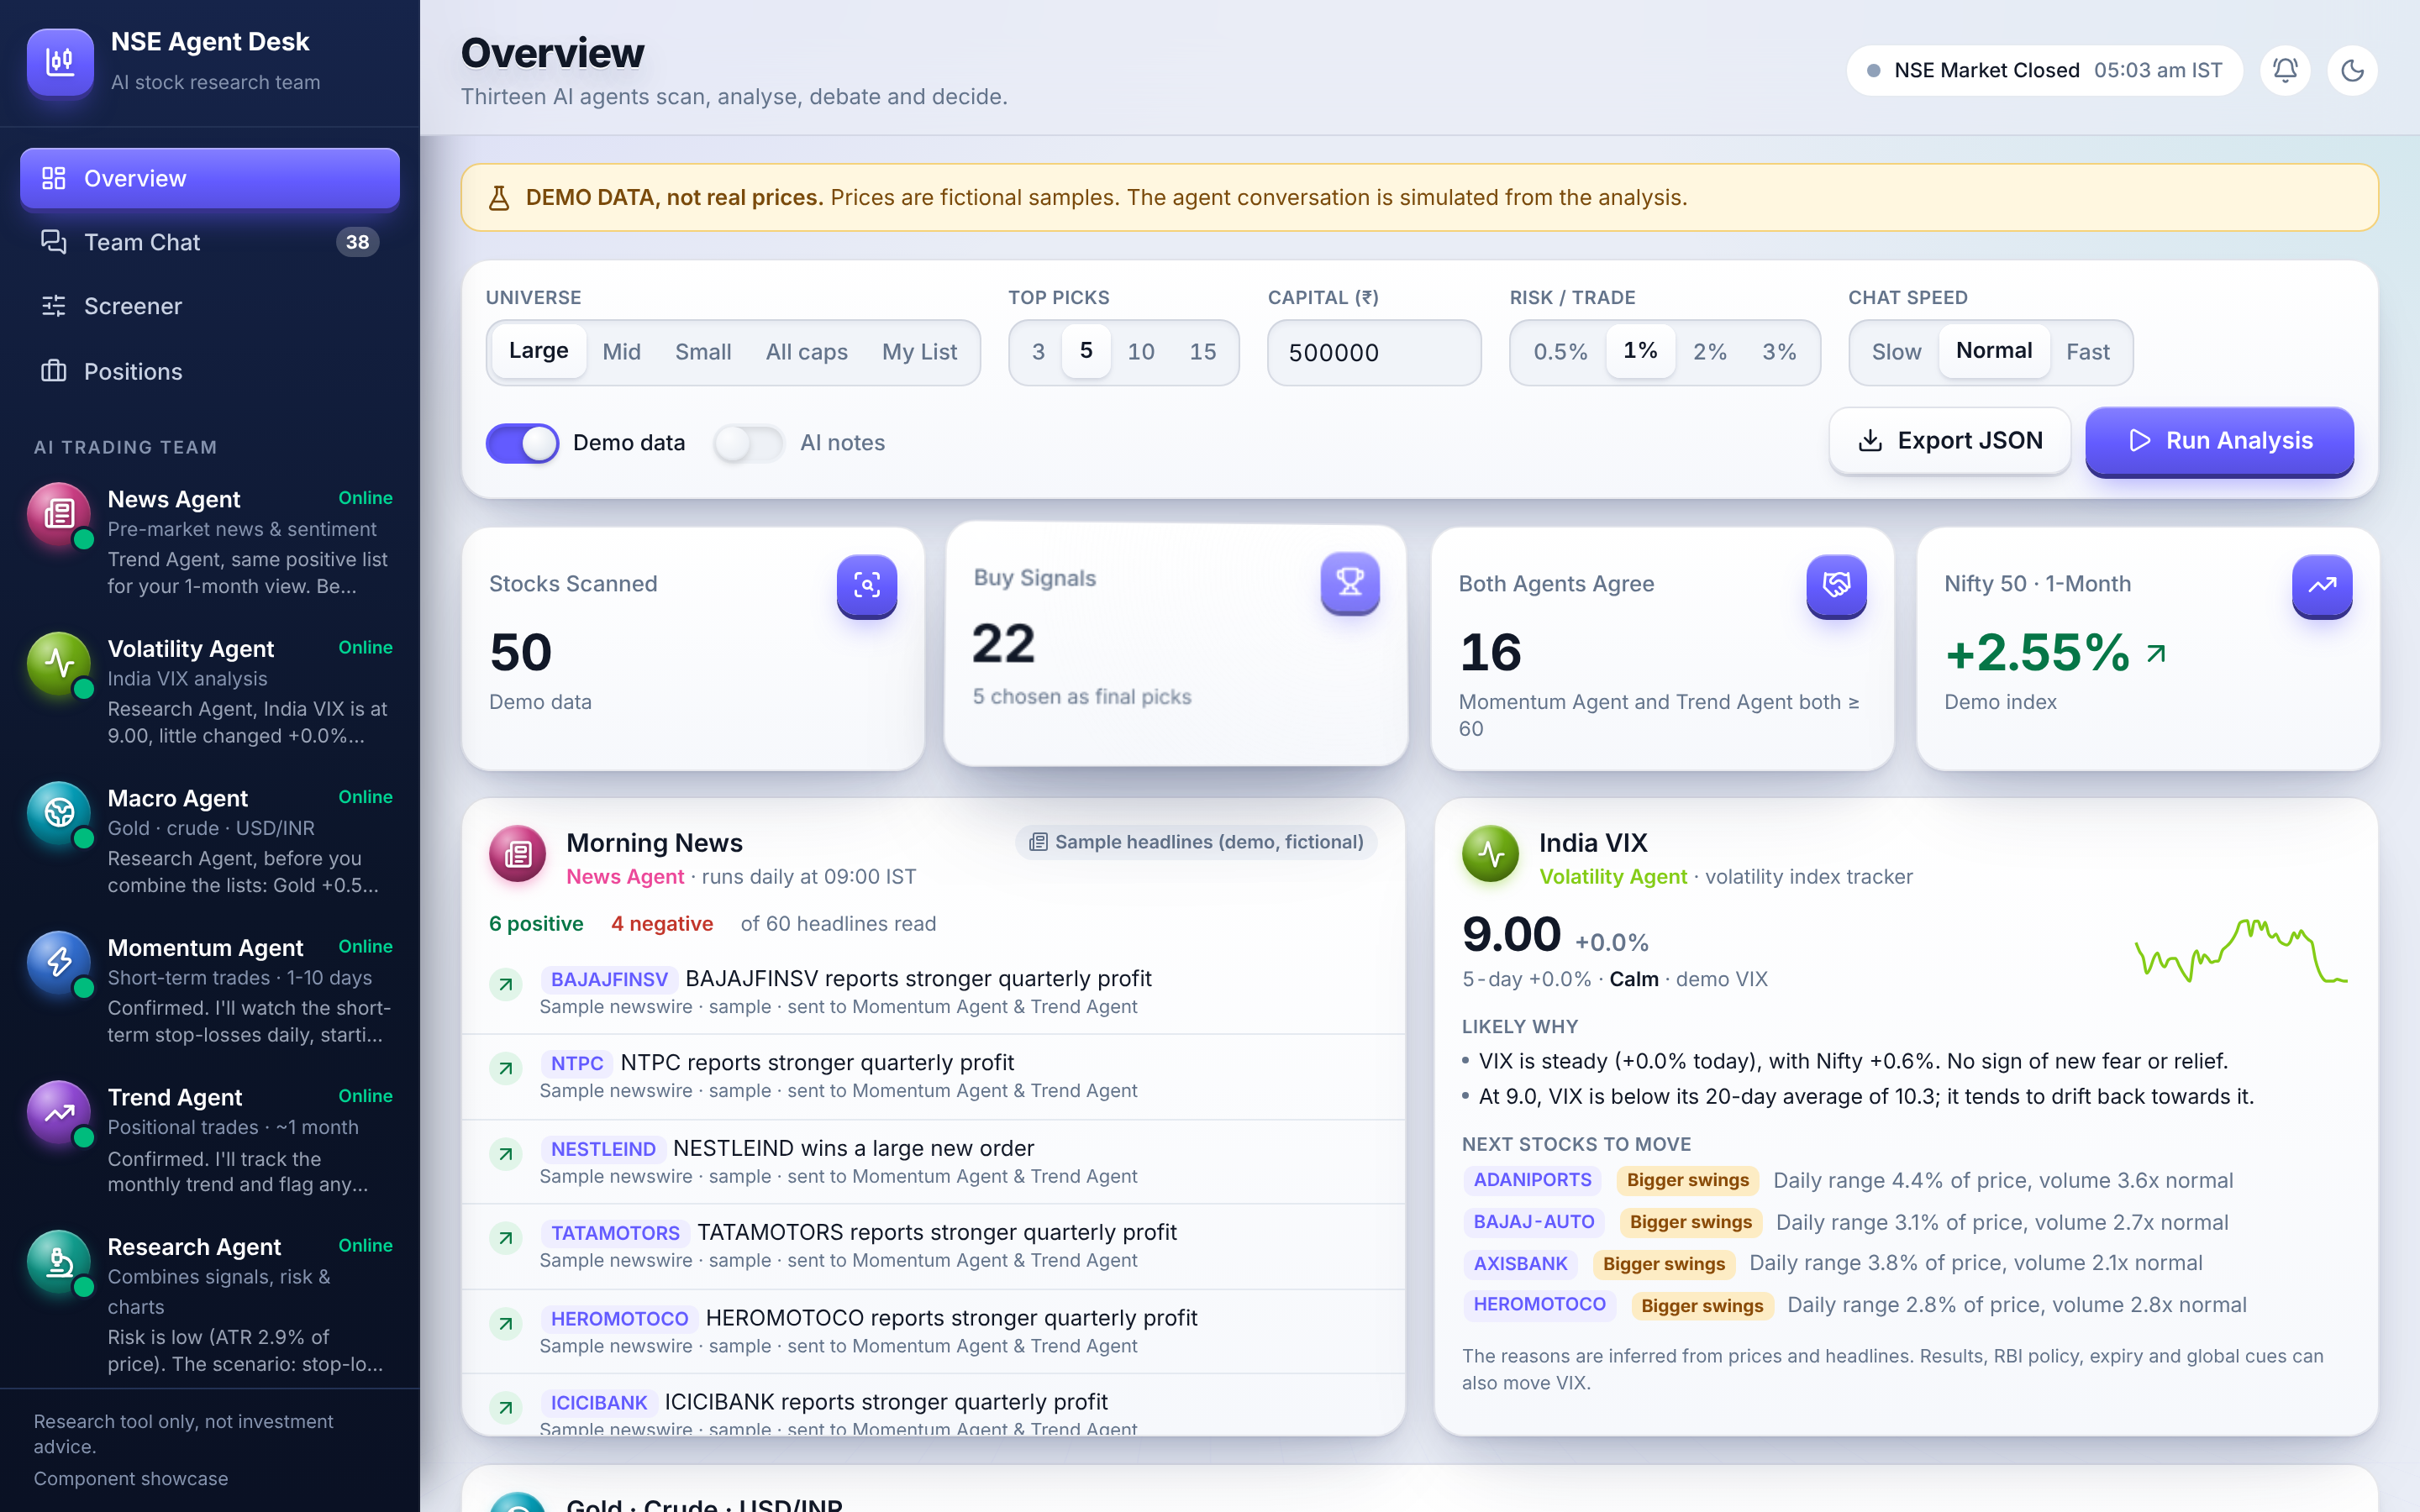 NSE Agent Desk
AI stock research team
Overview
Team Chat 38
Screener
Positions
AI TRADING TEAM
News Agent Online
Pre-market news & sentiment
Trend Agent, same positive list
for your 1-month view. Be...
Volatility Agent Online
India VIX analysis
Research Agent, India VIX is at
9.00, little changed +0.0%...
Macro Agent Online
Gold · crude · USD/INR
Research Agent, before you
combine the lists: Gold +0.5...
Momentum Agent Online
Short-term trades · 1-10 days
Confirmed. I'll watch the short-
term stop-losses daily, starti...
Trend Agent Online
Positional trades · ~1 month
Confirmed. I'll track the
monthly trend and flag any...
Research Agent Online
Combines signals, risk &
charts
Risk is low (ATR 2.9% of
price). The scenario: stop-lo...
Research tool only, not investment
advice.
Component showcase
Overview
Thirteen AI agents scan, analyse, debate and decide.
NSE Market Closed 05:03 am IST
DEMO DATA, not real prices. Prices are fictional samples. The agent conversation is simulated from the analysis.
UNIVERSE TOP PICKS CAPITAL (₹) RISK / TRADE CHAT SPEED
Large Mid Small All caps My List 3 5 10 15 500000 0.5% 1% 2% 3% Slow Normal Fast
Demo data AI notes Export JSON Run Analysis
Stocks Scanned
50
Demo data
Buy Signals
22
5 chosen as final picks
Both Agents Agree
16
Momentum Agent and Trend Agent both ≥
60
Nifty 50 · 1-Month
+2.55%
Demo index
Morning News Sample headlines (demo, fictional)
News Agent · runs daily at 09:00 IST
6 positive 4 negative of 60 headlines read
BAJAJFINSV BAJAJFINSV reports stronger quarterly profit
Sample newswire · sample · sent to Momentum Agent & Trend Agent
NTPC NTPC reports stronger quarterly profit
Sample newswire · sample · sent to Momentum Agent & Trend Agent
NESTLEIND NESTLEIND wins a large new order
Sample newswire · sample · sent to Momentum Agent & Trend Agent
TATAMOTORS TATAMOTORS reports stronger quarterly profit
Sample newswire · sample · sent to Momentum Agent & Trend Agent
HEROMOTOCO HEROMOTOCO reports stronger quarterly profit
Sample newswire · sample · sent to Momentum Agent & Trend Agent
ICICIBANK ICICIBANK reports stronger quarterly profit
Sample newswire · sample · sent to Momentum Agent & Trend Agent
India VIX
Volatility Agent · volatility index tracker
9.00 +0.0%
5-day +0.0% · Calm · demo VIX
LIKELY WHY
• VIX is steady (+0.0% today), with Nifty +0.6%. No sign of new fear or relief.
• At 9.0, VIX is below its 20-day average of 10.3; it tends to drift back towards it.
NEXT STOCKS TO MOVE
ADANIPORTS Bigger swings Daily range 4.4% of price, volume 3.6x normal
BAJAJ-AUTO Bigger swings Daily range 3.1% of price, volume 2.7x normal
AXISBANK Bigger swings Daily range 3.8% of price, volume 2.1x normal
HEROMOTOCO Bigger swings Daily range 2.8% of price, volume 2.8x normal
The reasons are inferred from prices and headlines. Results, RBI policy, expiry and global cues can
also move VIX.
Gold · Crude · USD/INR